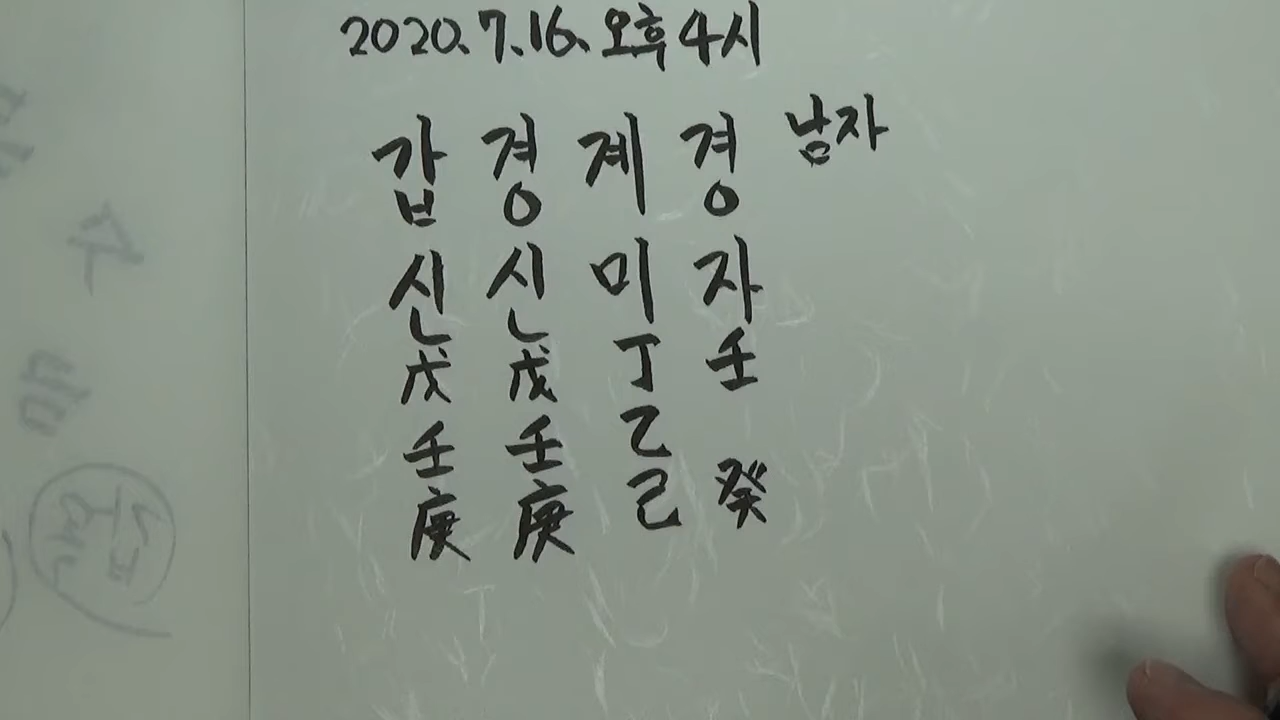 2020.7.16. 오후 4시
갑 경 계 경 남자
신 신 미 자
戊 戊 丁 壬
壬 壬 乙
庚 庚 己 癸